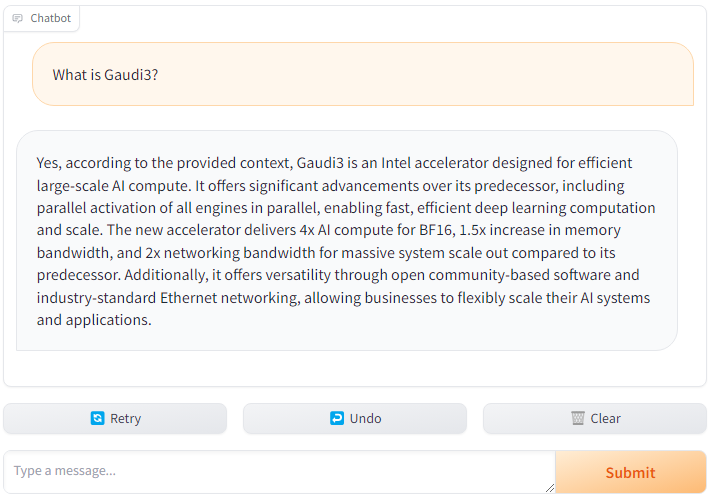 Chatbot
What is Gaudi3?
Yes, according to the provided context, Gaudi3 is an Intel accelerator designed for efficient
large-scale AI compute. It offers significant advancements over its predecessor, including
parallel activation of all engines in parallel, enabling fast, efficient deep learning computation
and scale. The new accelerator delivers 4x AI compute for BF16, 1.5x increase in memory
bandwidth, and 2x networking bandwidth for massive system scale out compared to its
predecessor. Additionally, it offers versatility through open community-based software and
industry-standard Ethernet networking, allowing businesses to flexibly scale their AI systems
and applications.
Retry Undo Clear
Type a message... Submit